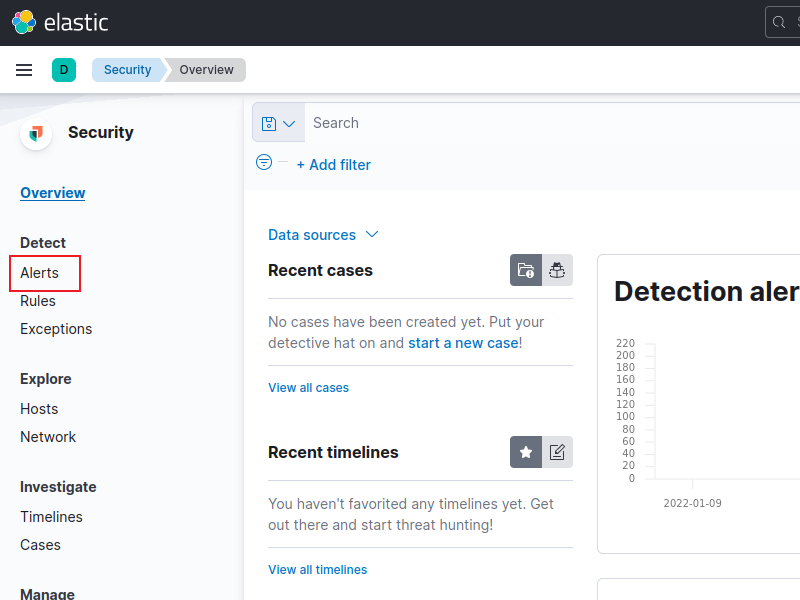 elastic
D
Security
Overview
Security
Overview
Detect
Alerts
Rules
Exceptions
Explore
Hosts
Network
Investigate
Timelines
Cases
Manage
Search
+ Add filter
Data sources
Recent cases
No cases have been created yet. Put your
detective hat on and start a new case!
View all cases
Recent timelines
You haven't favorited any timelines yet. Get
out there and start threat hunting!
View all timelines
Detection aler
220
200
180
160
140
120
100
80
60
40
20
0
2022-01-09